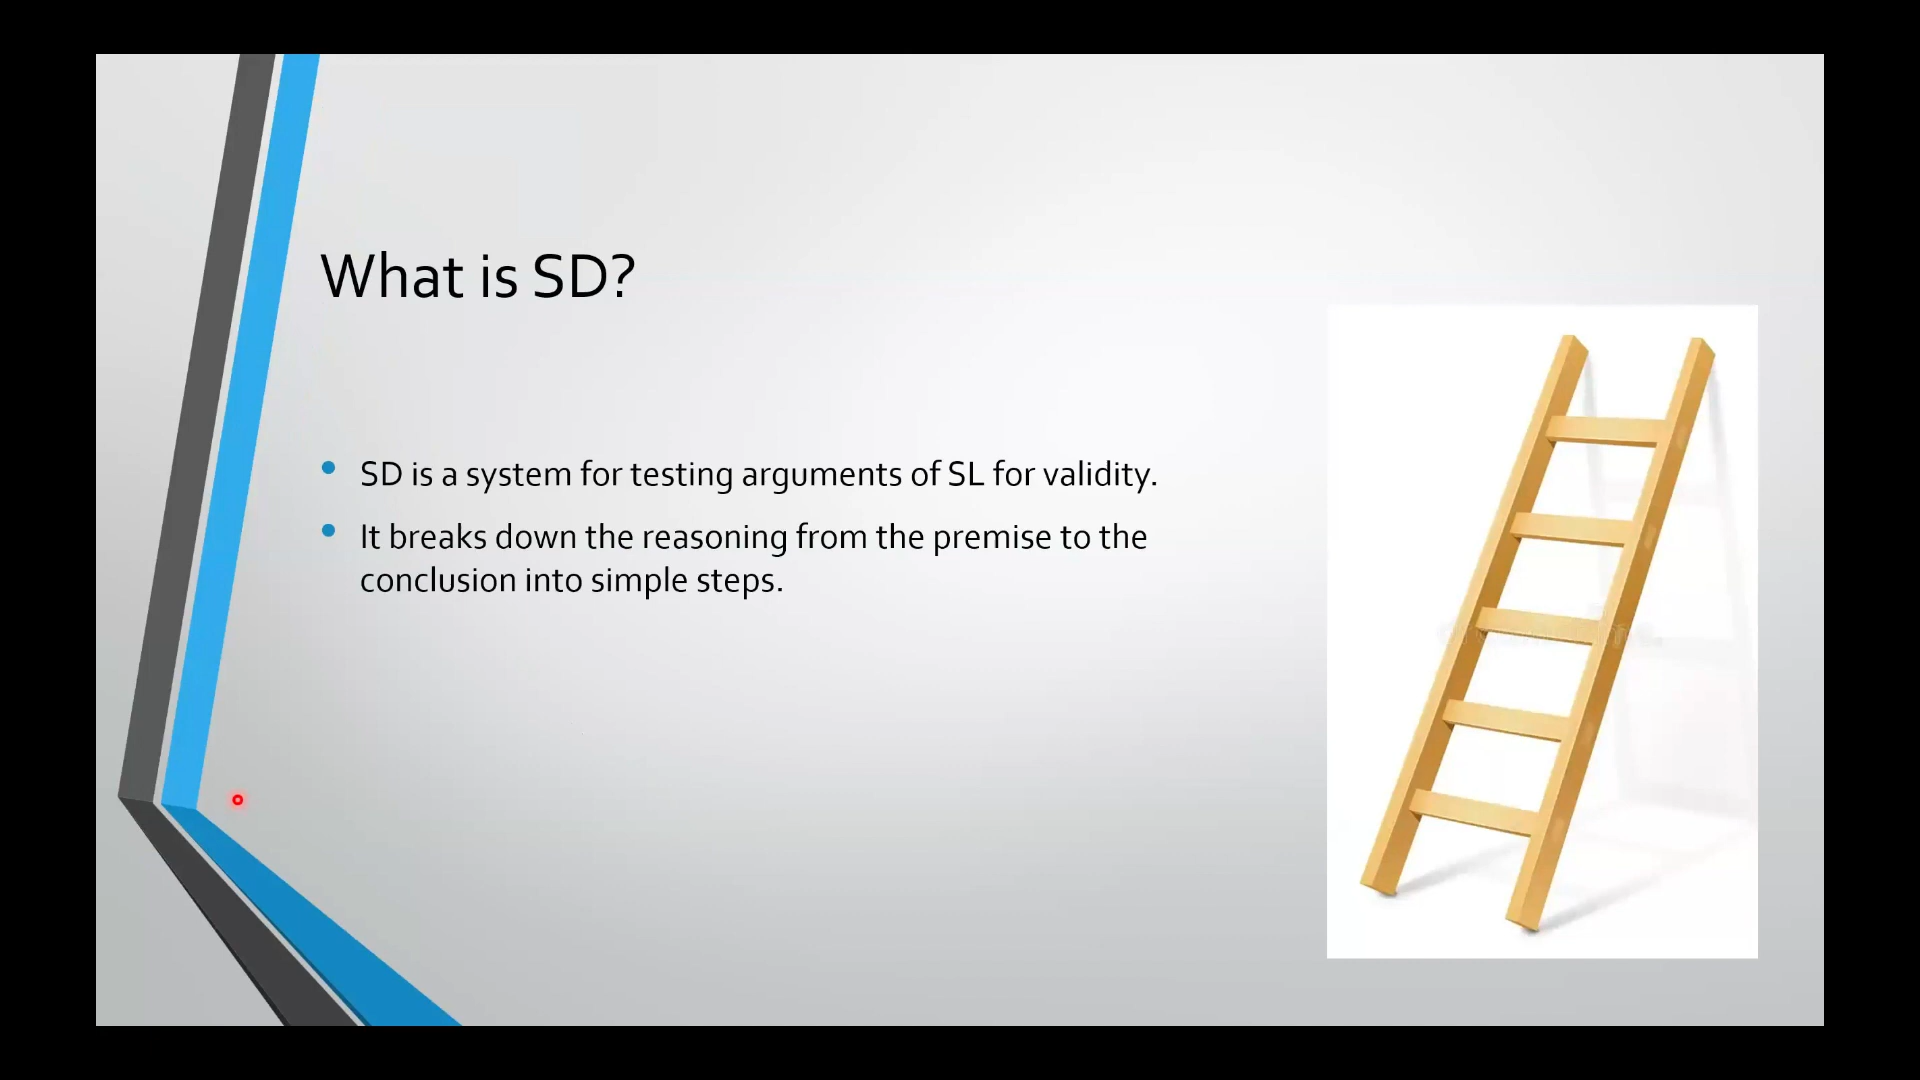 What is SD?
SD is a system for testing arguments of SL for validity.
It breaks down the reasoning from the premise to the
conclusion into simple steps.